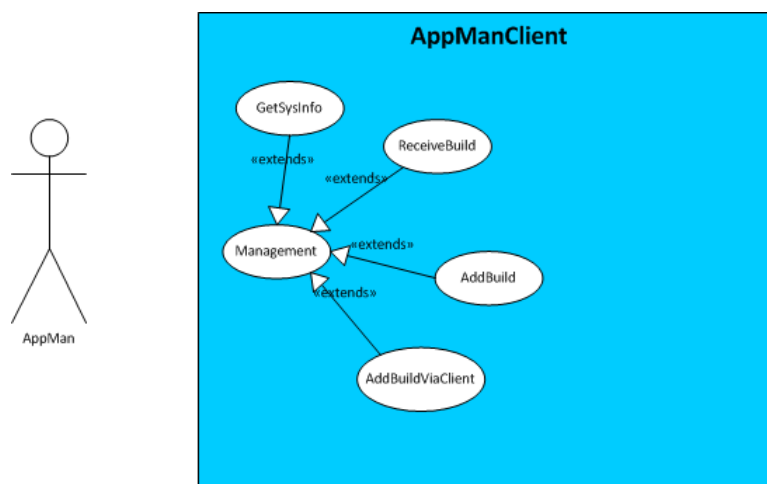 AppManClient
GetSysInfo
«extends»
ReceiveBuild
«extends»
Management
«extends»
AddBuild
«extends»
AddBuildViaClient
AppMan